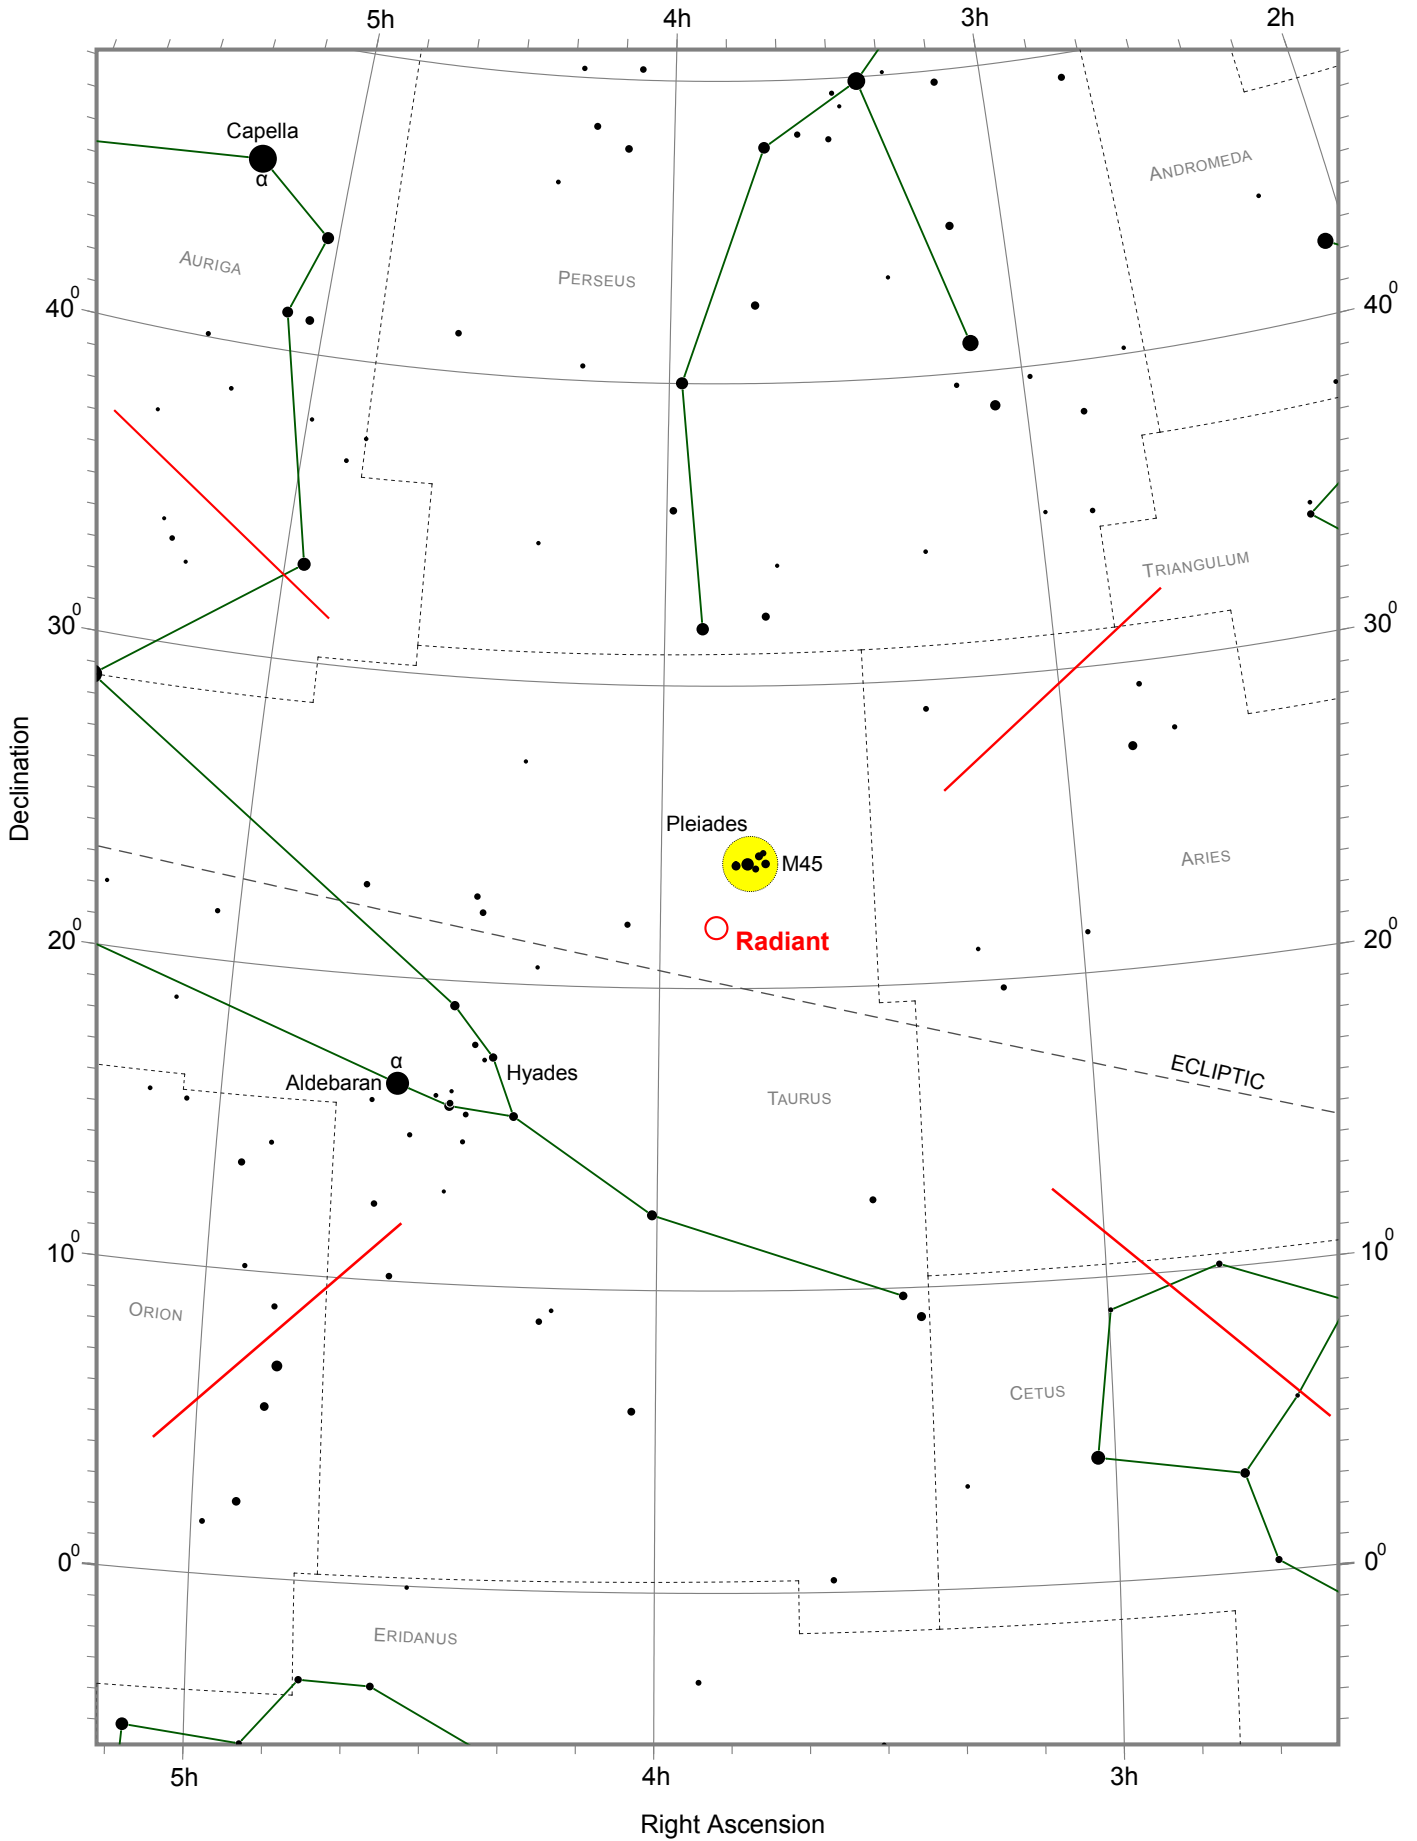 5h 4h 3h 2h
Capella
α
ANDROMEDA
AURIGA
PERSEUS
40⁰ 40⁰
TRIANGULUM
30⁰ 30⁰
Declination
Pleiades
M45
ARIES
20⁰ Radiant 20⁰
ECLIPTIC
α
Aldebaran Hyades
TAURUS
10⁰ 10⁰
ORION
CETUS
0⁰ 0⁰
ERIDANUS
5h 4h 3h
Right Ascension